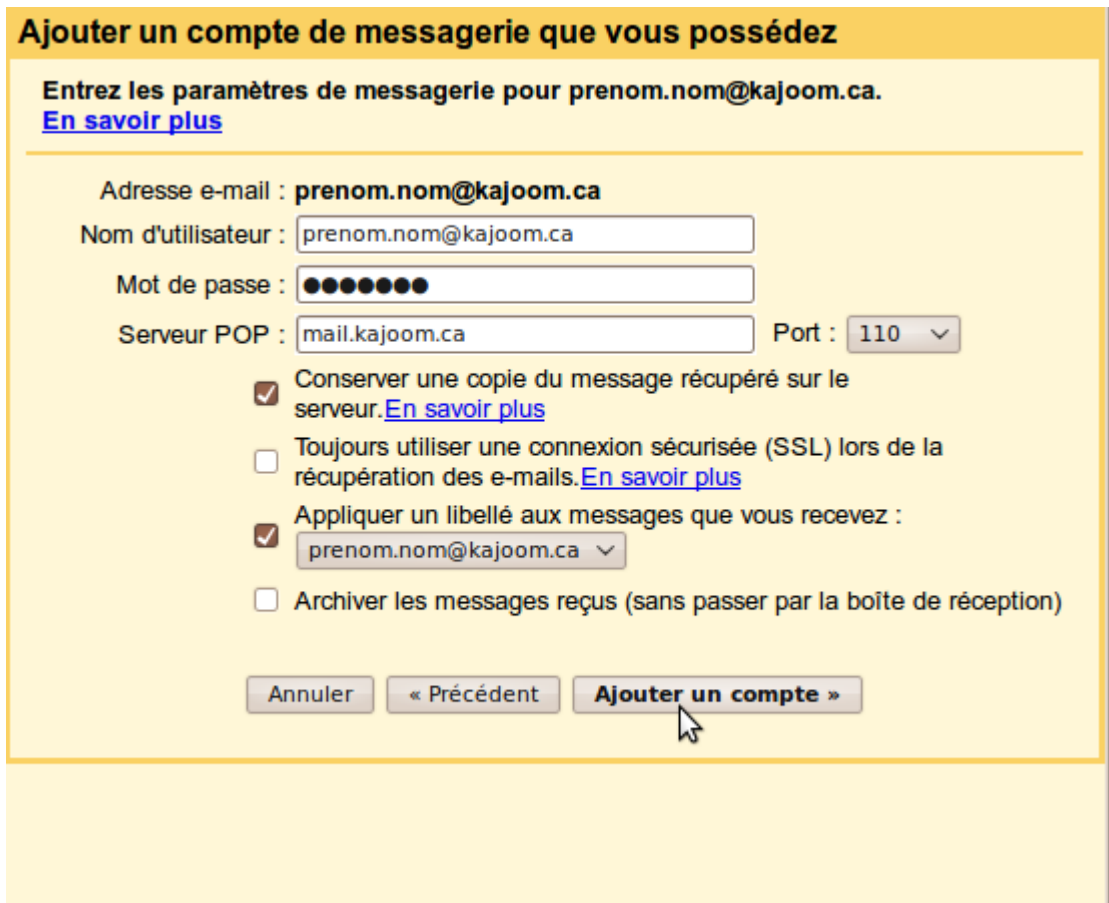 Ajouter un compte de messagerie que vous possédez
Entrez les paramètres de messagerie pour prenom.nom@kajoom.ca.
En savoir plus
Adresse e-mail : prenom.nom@kajoom.ca
Nom d'utilisateur : prenom.nom@kajoom.ca
Mot de passe : ●●●●●●●
Serveur POP : mail.kajoom.ca Port : 110
Conserver une copie du message récupéré sur le
serveur.En savoir plus
Toujours utiliser une connexion sécurisée (SSL) lors de la
récupération des e-mails.En savoir plus
Appliquer un libellé aux messages que vous recevez :
prenom.nom@kajoom.ca
Archiver les messages reçus (sans passer par la boîte de réception)
Annuler « Précédent Ajouter un compte »